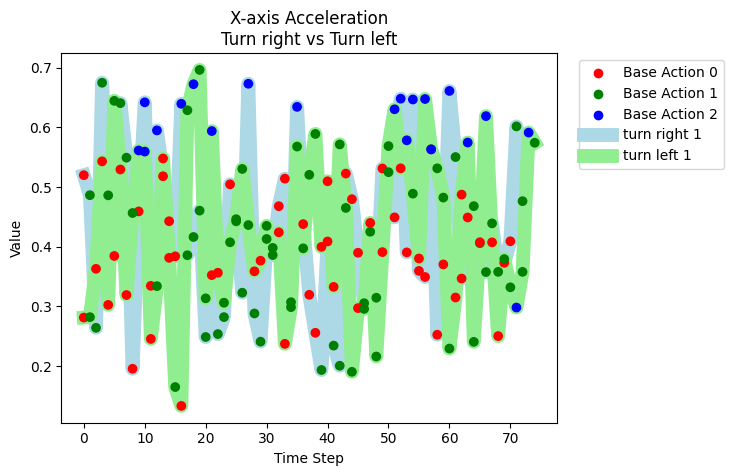 X-axis Acceleration
Turn right vs Turn left
Value
0.7
0.6
0.5
0.4
0.3
0.2
0
10
20
30
40
50
60
70
Time Step
Base Action 0
Base Action 1
Base Action 2
turn right 1
turn left 1